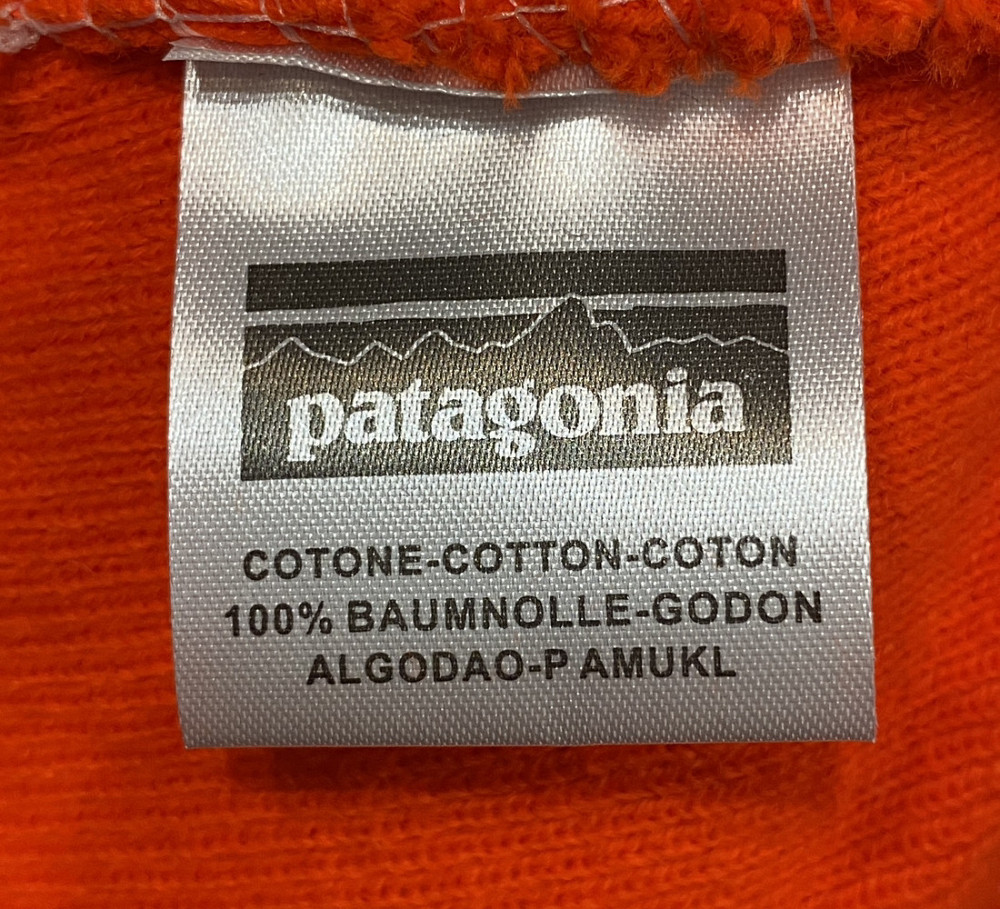 patagonia
COTONE-COTTON-COTON
100% BAUMNOLLE-GODON
ALGODAO-P AMUKL